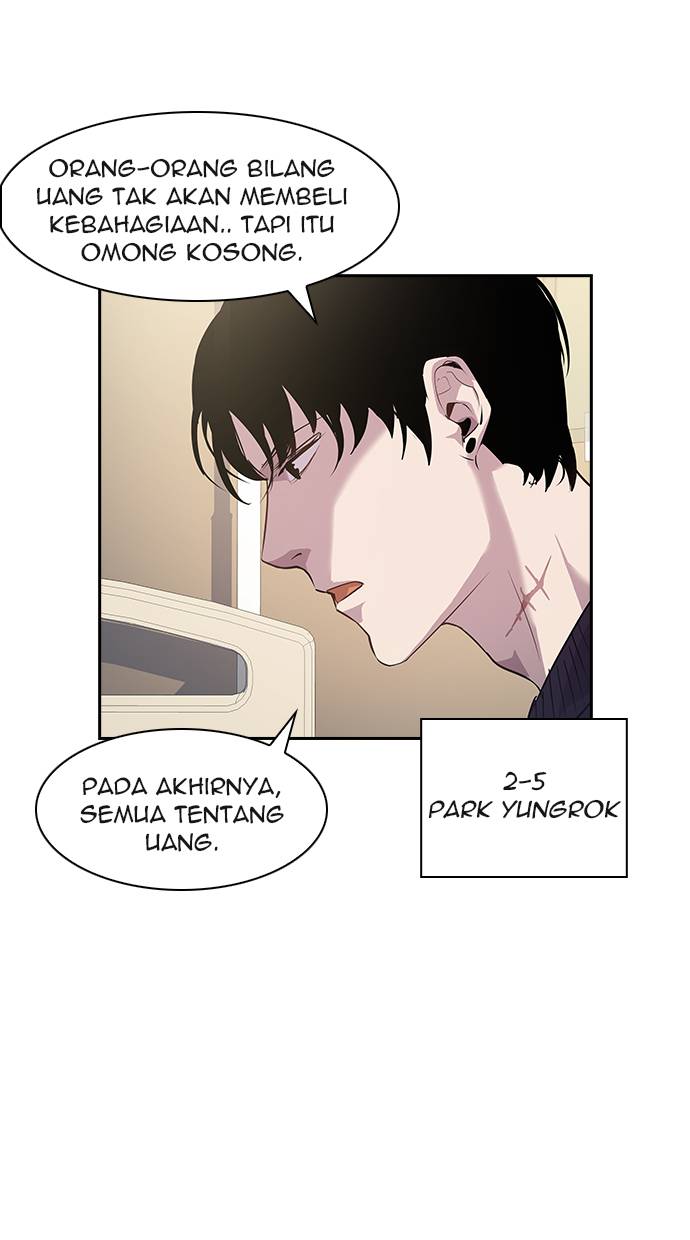 ORANG-ORANG BILANG
UANG TAK AKAN MEMBELI
KEBAHAGIAAN.. TAPI ITU
OMONG KOSONG.
PADA AKHIRNYA,
SEMUA TENTANG
UANG.
2-5
PARK YUNGROK